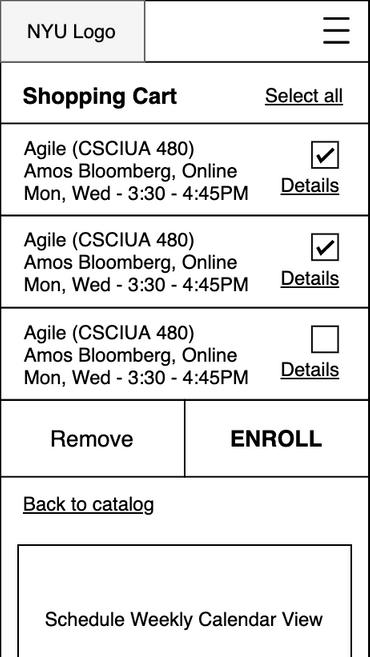 NYU Logo
Shopping Cart
Select all
Agile (CSCIUA 480)
Amos Bloomberg, Online
Mon, Wed - 3:30 - 4:45PM
Details
Agile (CSCIUA 480)
Amos Bloomberg, Online
Mon, Wed - 3:30 - 4:45PM
Details
Agile (CSCIUA 480)
Amos Bloomberg, Online
Mon, Wed - 3:30 - 4:45PM
Details
Remove
ENROLL
Back to catalog
Schedule Weekly Calendar View